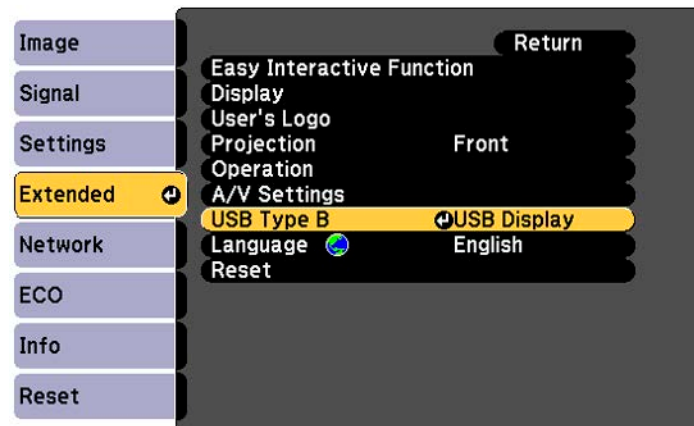 Image
Signal
Settings
Extended
Network
ECO
Info
Reset
Return
Easy Interactive Function
Display
User's Logo
Projection Front
Operation
A/V Settings
USB Type B USB Display
Language English
Reset